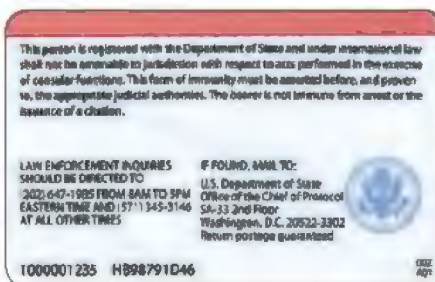 This person is registered with the Department of State and under international law
shall not be amenable to jurisdiction with respect to acts performed in the exercise
of consular functions. This form of immunity must be asserted before, and proven
to, the appropriate judicial authorities. The bearer is not immune from arrest or the
issuance of a citation.
LAW ENFORCEMENT INQUIRIES
SHOULD BE DIRECTED TO
(202) 647-1985 FROM 8AM TO 5PM
EASTERN TIME AND (571) 345-3146
AT ALL OTHER TIMES
IF FOUND, MAIL TO:
U.S. Department of State
Office of the Chief of Protocol
SA-33 2nd Floor
Washington, D.C. 20522-3302
Return postage guaranteed
1000001235 HB98791D46